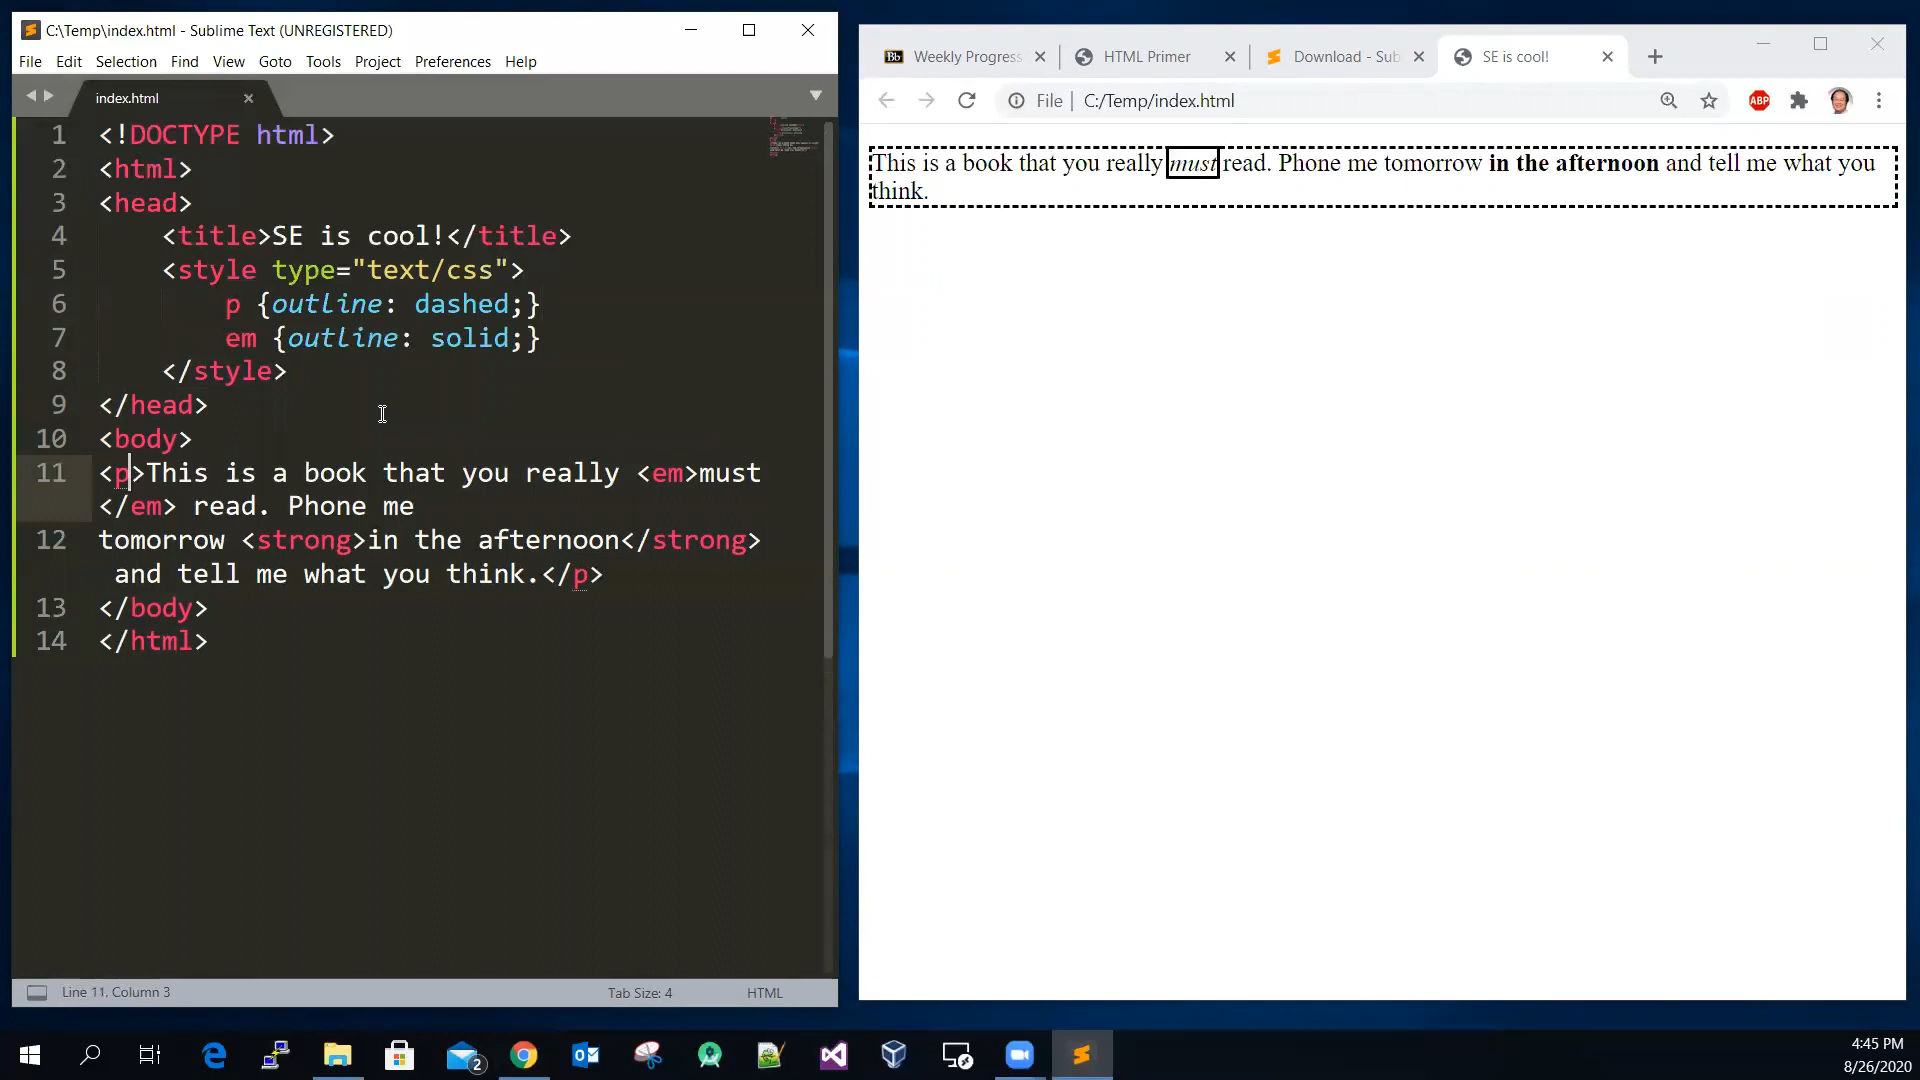 C:\Temp\index.html - Sublime Text (UNREGISTERED)
File Edit Selection Find View Goto Tools Project Preferences Help
index.html
1 <!DOCTYPE html>
2 <html>
3 <head>
4 <title>SE is cool!</title>
5 <style type="text/css">
6 p {outline: dashed;}
7 em {outline: solid;}
8 </style>
9 </head>
10 <body>
11 <p>This is a book that you really <em>must
</em> read. Phone me
12 tomorrow <strong>in the afternoon</strong>
and tell me what you think.</p>
13 </body>
14 </html>
Line 11, Column 3 Tab Size: 4 HTML
Bb Weekly Progress HTML Primer Download - Sub SE is cool!
File C:/Temp/index.html ABP
This is a book that you really must read. Phone me tomorrow in the afternoon and tell me what you
think.
2
4:45 PM
8/26/2020